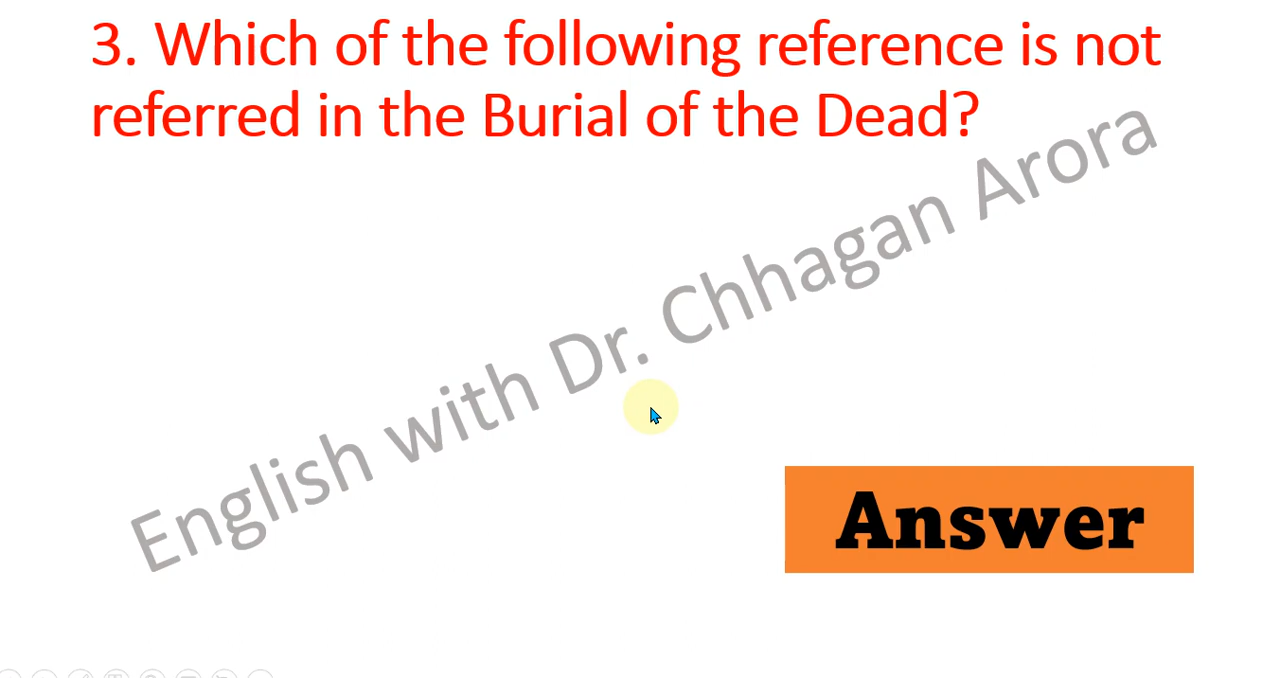 3. Which of the following reference is not
referred in the Burial of the Dead?
English with Dr. Chhagan Arora
Answer